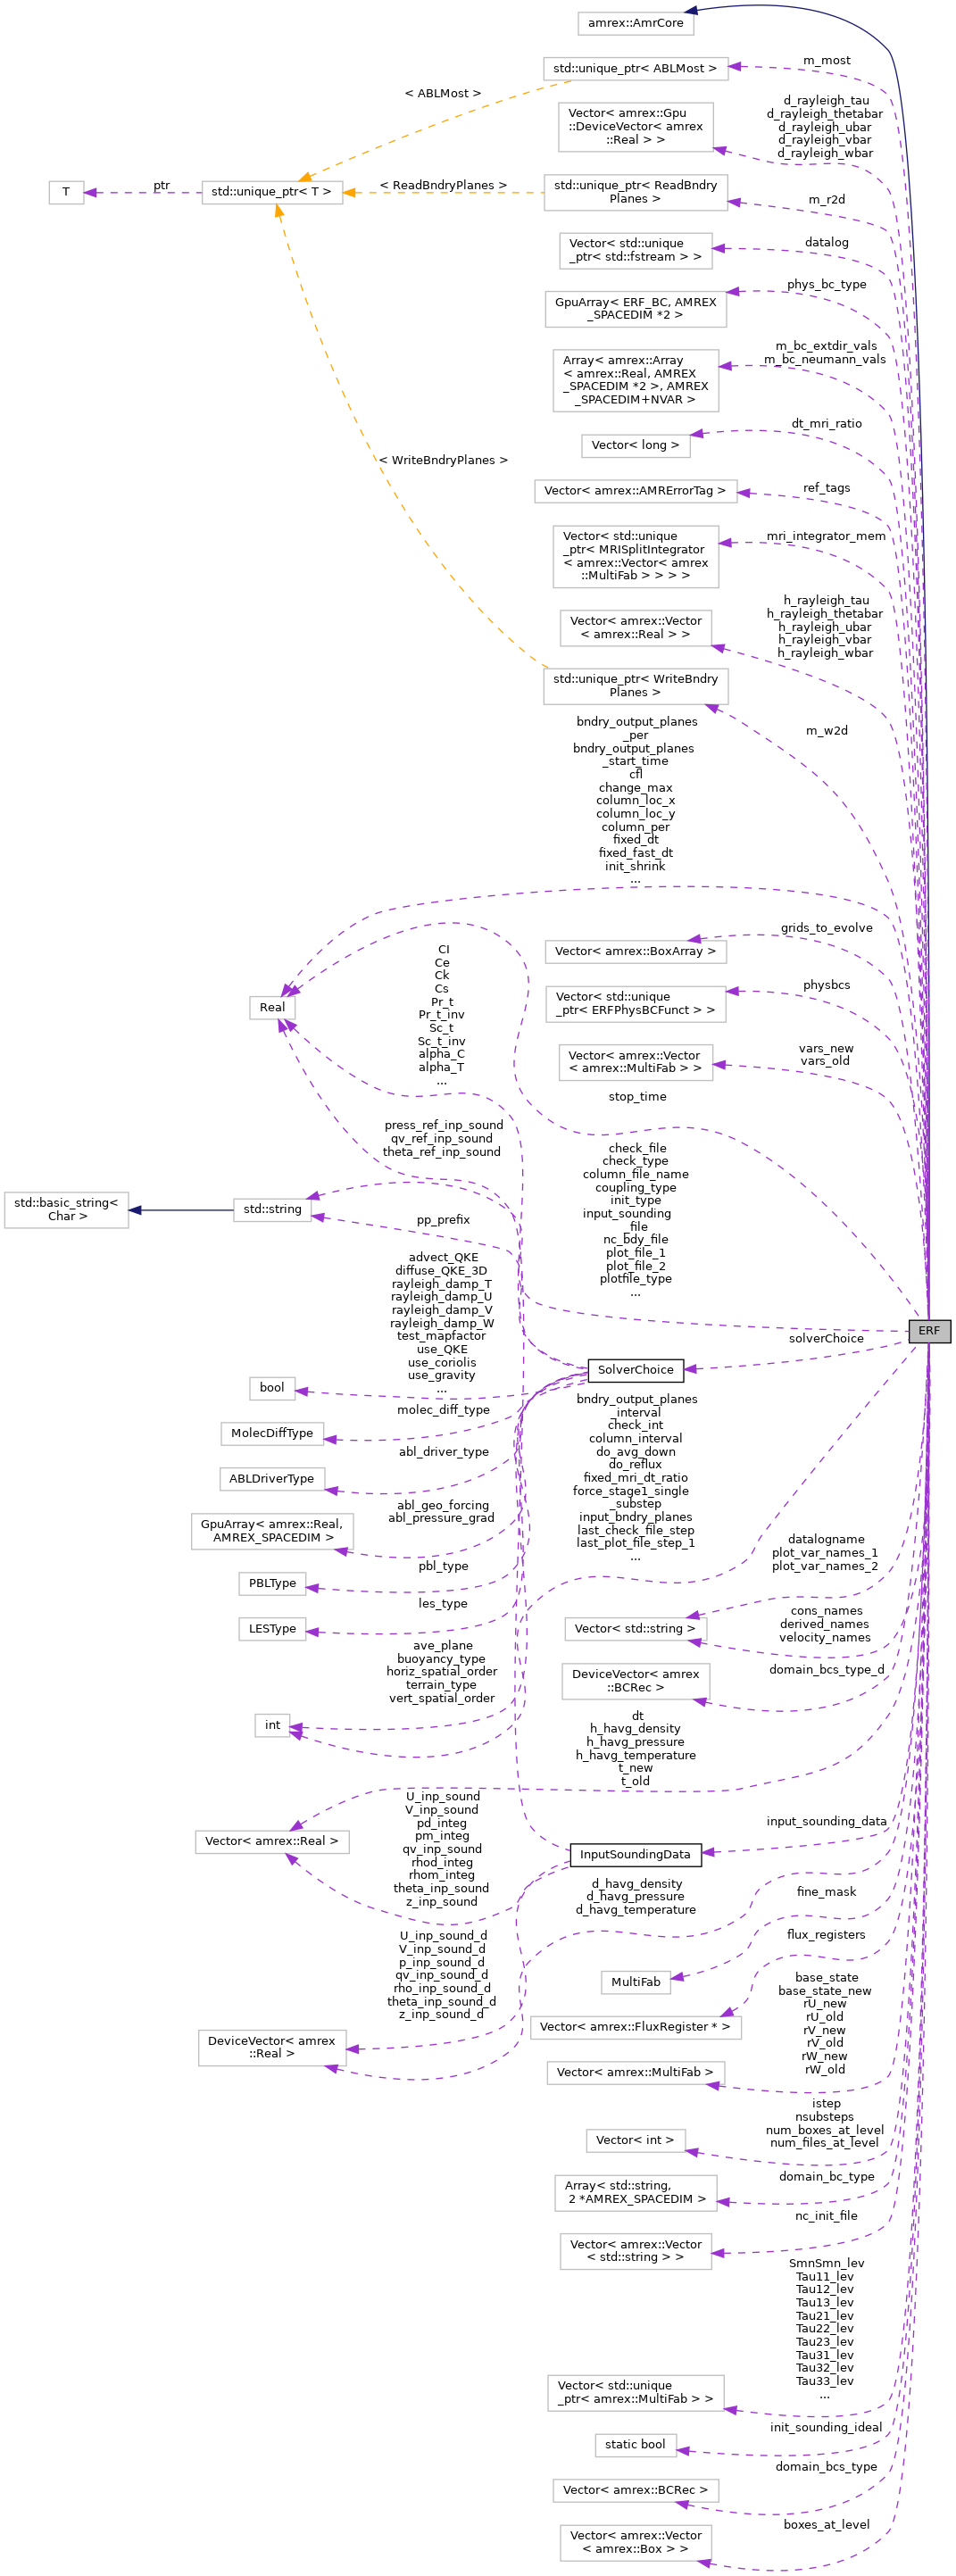 amrex::AmrCore
std::unique_ptr< ABLMost >
m_most
< ABLMost >
Vector< amrex::Gpu
::DeviceVector< amrex
::Real > >
d_rayleigh_tau
d_rayleigh_thetabar
d_rayleigh_ubar
d_rayleigh_vbar
d_rayleigh_wbar
T
ptr
std::unique_ptr< T >
< ReadBndryPlanes >
std::unique_ptr< ReadBndry
Planes >
m_r2d
Vector< std::unique
_ptr< std::fstream > >
datalog
GpuArray< ERF_BC, AMREX
_SPACEDIM *2 >
phys_bc_type
Array< amrex::Array
< amrex::Real, AMREX
_SPACEDIM *2 >, AMREX
_SPACEDIM+NVAR >
m_bc_extdir_vals
m_bc_neumann_vals
Vector< long >
dt_mri_ratio
< WriteBndryPlanes >
Vector< amrex::AMRErrorTag >
ref_tags
Vector< std::unique
_ptr< MRISplitIntegrator
< amrex::Vector< amrex
::MultiFab > > > >
mri_integrator_mem
Vector< amrex::Vector
< amrex::Real > >
h_rayleigh_tau
h_rayleigh_thetabar
h_rayleigh_ubar
h_rayleigh_vbar
h_rayleigh_wbar
std::unique_ptr< WriteBndry
Planes >
m_w2d
bndry_output_planes
_per
bndry_output_planes
_start_time
cfl
change_max
column_loc_x
column_loc_y
column_per
fixed_dt
fixed_fast_dt
init_shrink
...
Vector< amrex::BoxArray >
grids_to_evolve
Real
CI
Ce
Ck
Cs
Pr_t
Pr_t_inv
Sc_t
Sc_t_inv
alpha_C
alpha_T
...
Vector< std::unique
_ptr< ERFPhysBCFunct > >
physbcs
Vector< amrex::Vector
< amrex::MultiFab > >
vars_new
vars_old
stop_time
press_ref_inp_sound
qv_ref_inp_sound
theta_ref_inp_sound
check_file
check_type
column_file_name
coupling_type
init_type
input_sounding
_file
nc_bdy_file
plot_file_1
plot_file_2
plotfile_type
...
std::basic_string<
Char >
std::string
pp_prefix
advect_QKE
diffuse_QKE_3D
rayleigh_damp_T
rayleigh_damp_U
rayleigh_damp_V
rayleigh_damp_W
test_mapfactor
use_QKE
use_coriolis
use_gravity
...
bool
ERF
solverChoice
SolverChoice
MolecDiffType
molec_diff_type
ABLDriverType
abl_driver_type
GpuArray< amrex::Real,
AMREX_SPACEDIM >
abl_geo_forcing
abl_pressure_grad
PBLType
pbl_type
LESType
les_type
bndry_output_planes
_interval
check_int
column_interval
do_avg_down
do_reflux
fixed_mri_dt_ratio
force_stage1_single
_substep
input_bndry_planes
last_check_file_step
last_plot_file_step_1
...
datalogname
plot_var_names_1
plot_var_names_2
Vector< std::string >
cons_names
derived_names
velocity_names
ave_plane
buoyancy_type
horiz_spatial_order
terrain_type
vert_spatial_order
int
DeviceVector< amrex
::BCRec >
domain_bcs_type_d
dt
h_havg_density
h_havg_pressure
h_havg_temperature
t_new
t_old
Vector< amrex::Real >
U_inp_sound
V_inp_sound
pd_integ
pm_integ
qv_inp_sound
rhod_integ
rhom_integ
theta_inp_sound
z_inp_sound
InputSoundingData
input_sounding_data
d_havg_density
d_havg_pressure
d_havg_temperature
fine_mask
MultiFab
flux_registers
Vector< amrex::FluxRegister * >
U_inp_sound_d
V_inp_sound_d
p_inp_sound_d
qv_inp_sound_d
rho_inp_sound_d
theta_inp_sound_d
z_inp_sound_d
DeviceVector< amrex
::Real >
base_state
base_state_new
rU_new
rU_old
rV_new
rV_old
rW_new
rW_old
Vector< amrex::MultiFab >
istep
nsubsteps
num_boxes_at_level
num_files_at_level
Vector< int >
Array< std::string,
2 *AMREX_SPACEDIM >
domain_bc_type
Vector< amrex::Vector
< std::string > >
nc_init_file
SmnSmn_lev
Tau11_lev
Tau12_lev
Tau13_lev
Tau21_lev
Tau22_lev
Tau23_lev
Tau31_lev
Tau32_lev
Tau33_lev
...
Vector< std::unique
_ptr< amrex::MultiFab > >
static bool
init_sounding_ideal
Vector< amrex::BCRec >
domain_bcs_type
Vector< amrex::Vector
< amrex::Box > >
boxes_at_level